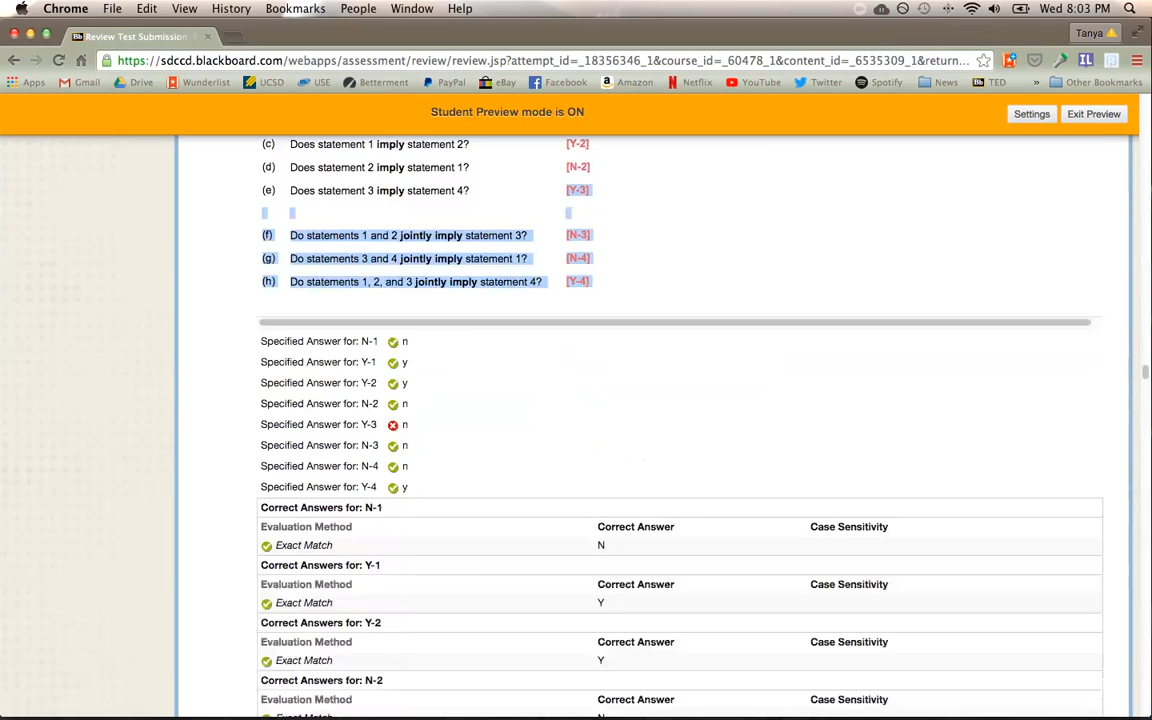 Chrome File Edit View History Bookmarks People Window Help Wed 8:03 PM
Bb Review Test Submission Tanya
https://sdccd.blackboard.com/webapps/assessment/review/review.jsp?attempt_id=_18356346_1&course_id=_60478_1&content_id=_6535309_1&return...
Apps Gmail Drive Wunderlist UCSD USE Betterment PayPal eBay Facebook Amazon Netflix YouTube Twitter Spotify News TED » Other Bookmarks
Student Preview mode is ON Settings Exit Preview
(c) Does statement 1 imply statement 2? [Y-2]
(d) Does statement 2 imply statement 1? [N-2]
(e) Does statement 3 imply statement 4? [Y-3]
(f) Do statements 1 and 2 jointly imply statement 3? [N-3]
(g) Do statements 3 and 4 jointly imply statement 1? [N-4]
(h) Do statements 1, 2, and 3 jointly imply statement 4? [Y-4]
Specified Answer for: N-1 n
Specified Answer for: Y-1 y
Specified Answer for: Y-2 y
Specified Answer for: N-2 n
Specified Answer for: Y-3 n
Specified Answer for: N-3 n
Specified Answer for: N-4 n
Specified Answer for: Y-4 y
Correct Answers for: N-1
Evaluation Method Correct Answer Case Sensitivity
Exact Match N
Correct Answers for: Y-1
Evaluation Method Correct Answer Case Sensitivity
Exact Match Y
Correct Answers for: Y-2
Evaluation Method Correct Answer Case Sensitivity
Exact Match Y
Correct Answers for: N-2
Evaluation Method Correct Answer Case Sensitivity
Exact Match N